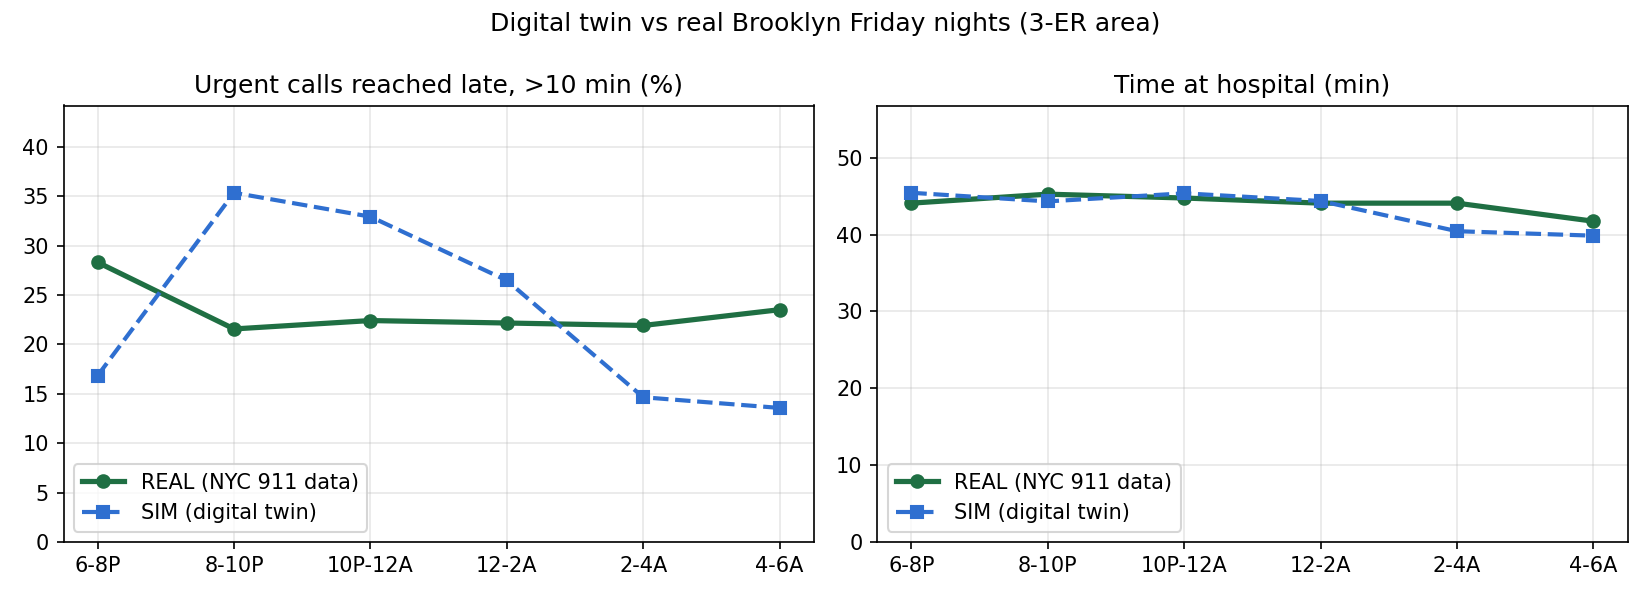 Digital twin vs real Brooklyn Friday nights (3-ER area)
Urgent calls reached late, >10 min (%)
40
35
30
25
20
15
10
5
0
REAL (NYC 911 data)
SIM (digital twin)
6-8P 8-10P 10P-12A 12-2A 2-4A 4-6A
Time at hospital (min)
50
40
30
20
10
0
REAL (NYC 911 data)
SIM (digital twin)
6-8P 8-10P 10P-12A 12-2A 2-4A 4-6A